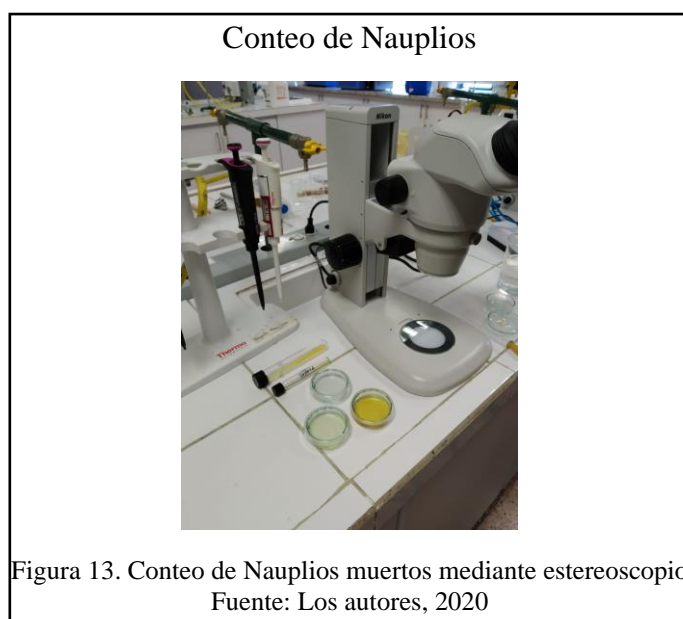 Conteo de Nauplios
Nikon
Thermo
Figura 13. Conteo de Nauplios muertos mediante estereoscopio
Fuente: Los autores, 2020